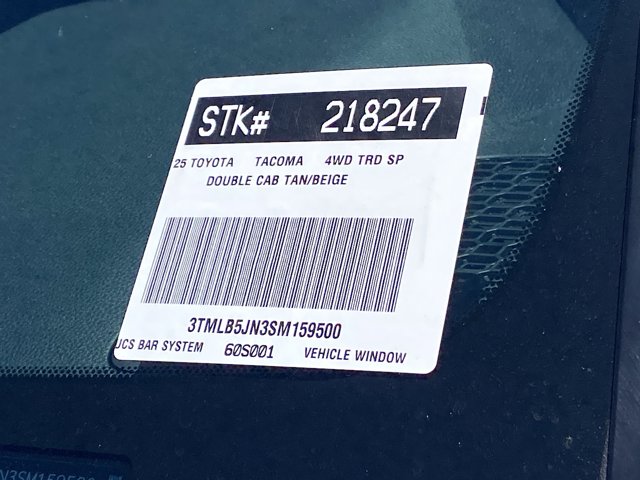 STK# 218247
25 TOYOTA TACOMA 4WD TRD SP
DOUBLE CAB TAN/BEIGE
3TMLB5JN3SM159500
UCS BAR SYSTEM 60S001 VEHICLE WINDOW